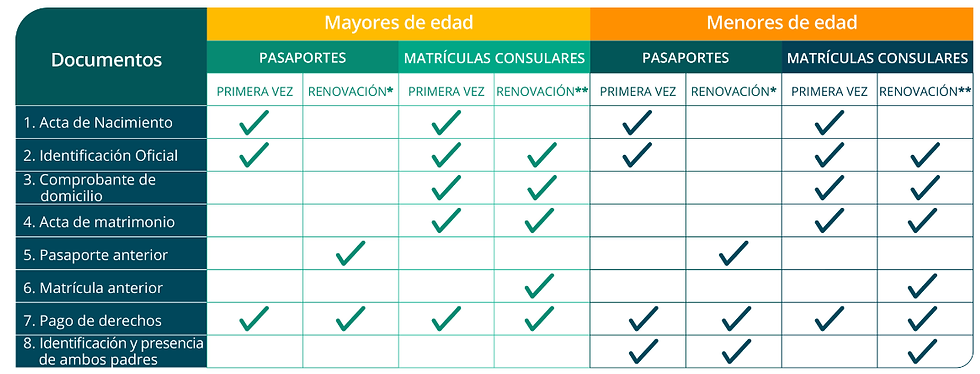 Documentos
Mayores de edad
Menores de edad
PASAPORTES
MATRÍCULAS CONSULARES
PASAPORTES
MATRÍCULAS CONSULARES
PRIMERA VEZ
RENOVACIÓN*
PRIMERA VEZ
RENOVACIÓN**
PRIMERA VEZ
RENOVACIÓN*
PRIMERA VEZ
RENOVACIÓN**
1. Acta de Nacimiento
2. Identificación Oficial
3. Comprobante de
domicilio
4. Acta de matrimonio
5. Pasaporte anterior
6. Matrícula anterior
7. Pago de derechos
8. Identificación y presencia
de ambos padres